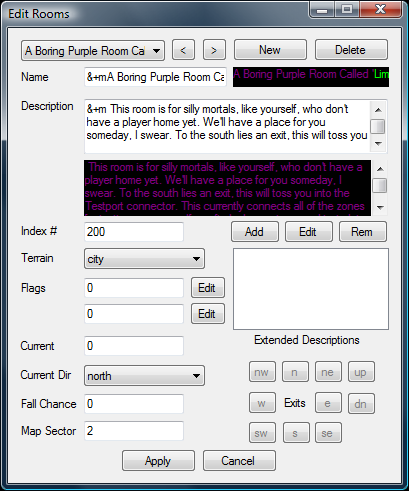 Edit Rooms
A Boring Purple Room Cal < > New Delete
Name &+mA Boring Purple Room Ca A Boring Purple Room Called Lim
Description &+m This room is for silly mortals, like yourself, who don't
have a player home yet. We'll have a place for you
someday, I swear. To the south lies an exit, this will toss you
This room is for silly mortals, like yourself, who don't have a
player home yet. We'll have a place for you someday, I
swear. To the south lies an exit, this will toss you into the
Testport connector. This currently connects all of the zones
Index # 200 Add Edit Rem
Terrain city
Flags 0 Edit
0 Edit
Extended Descriptions
Current 0
Current Dir north
Fall Chance 0
Map Sector 2
nw n ne up
w Exits e dn
sw s se
Apply Cancel